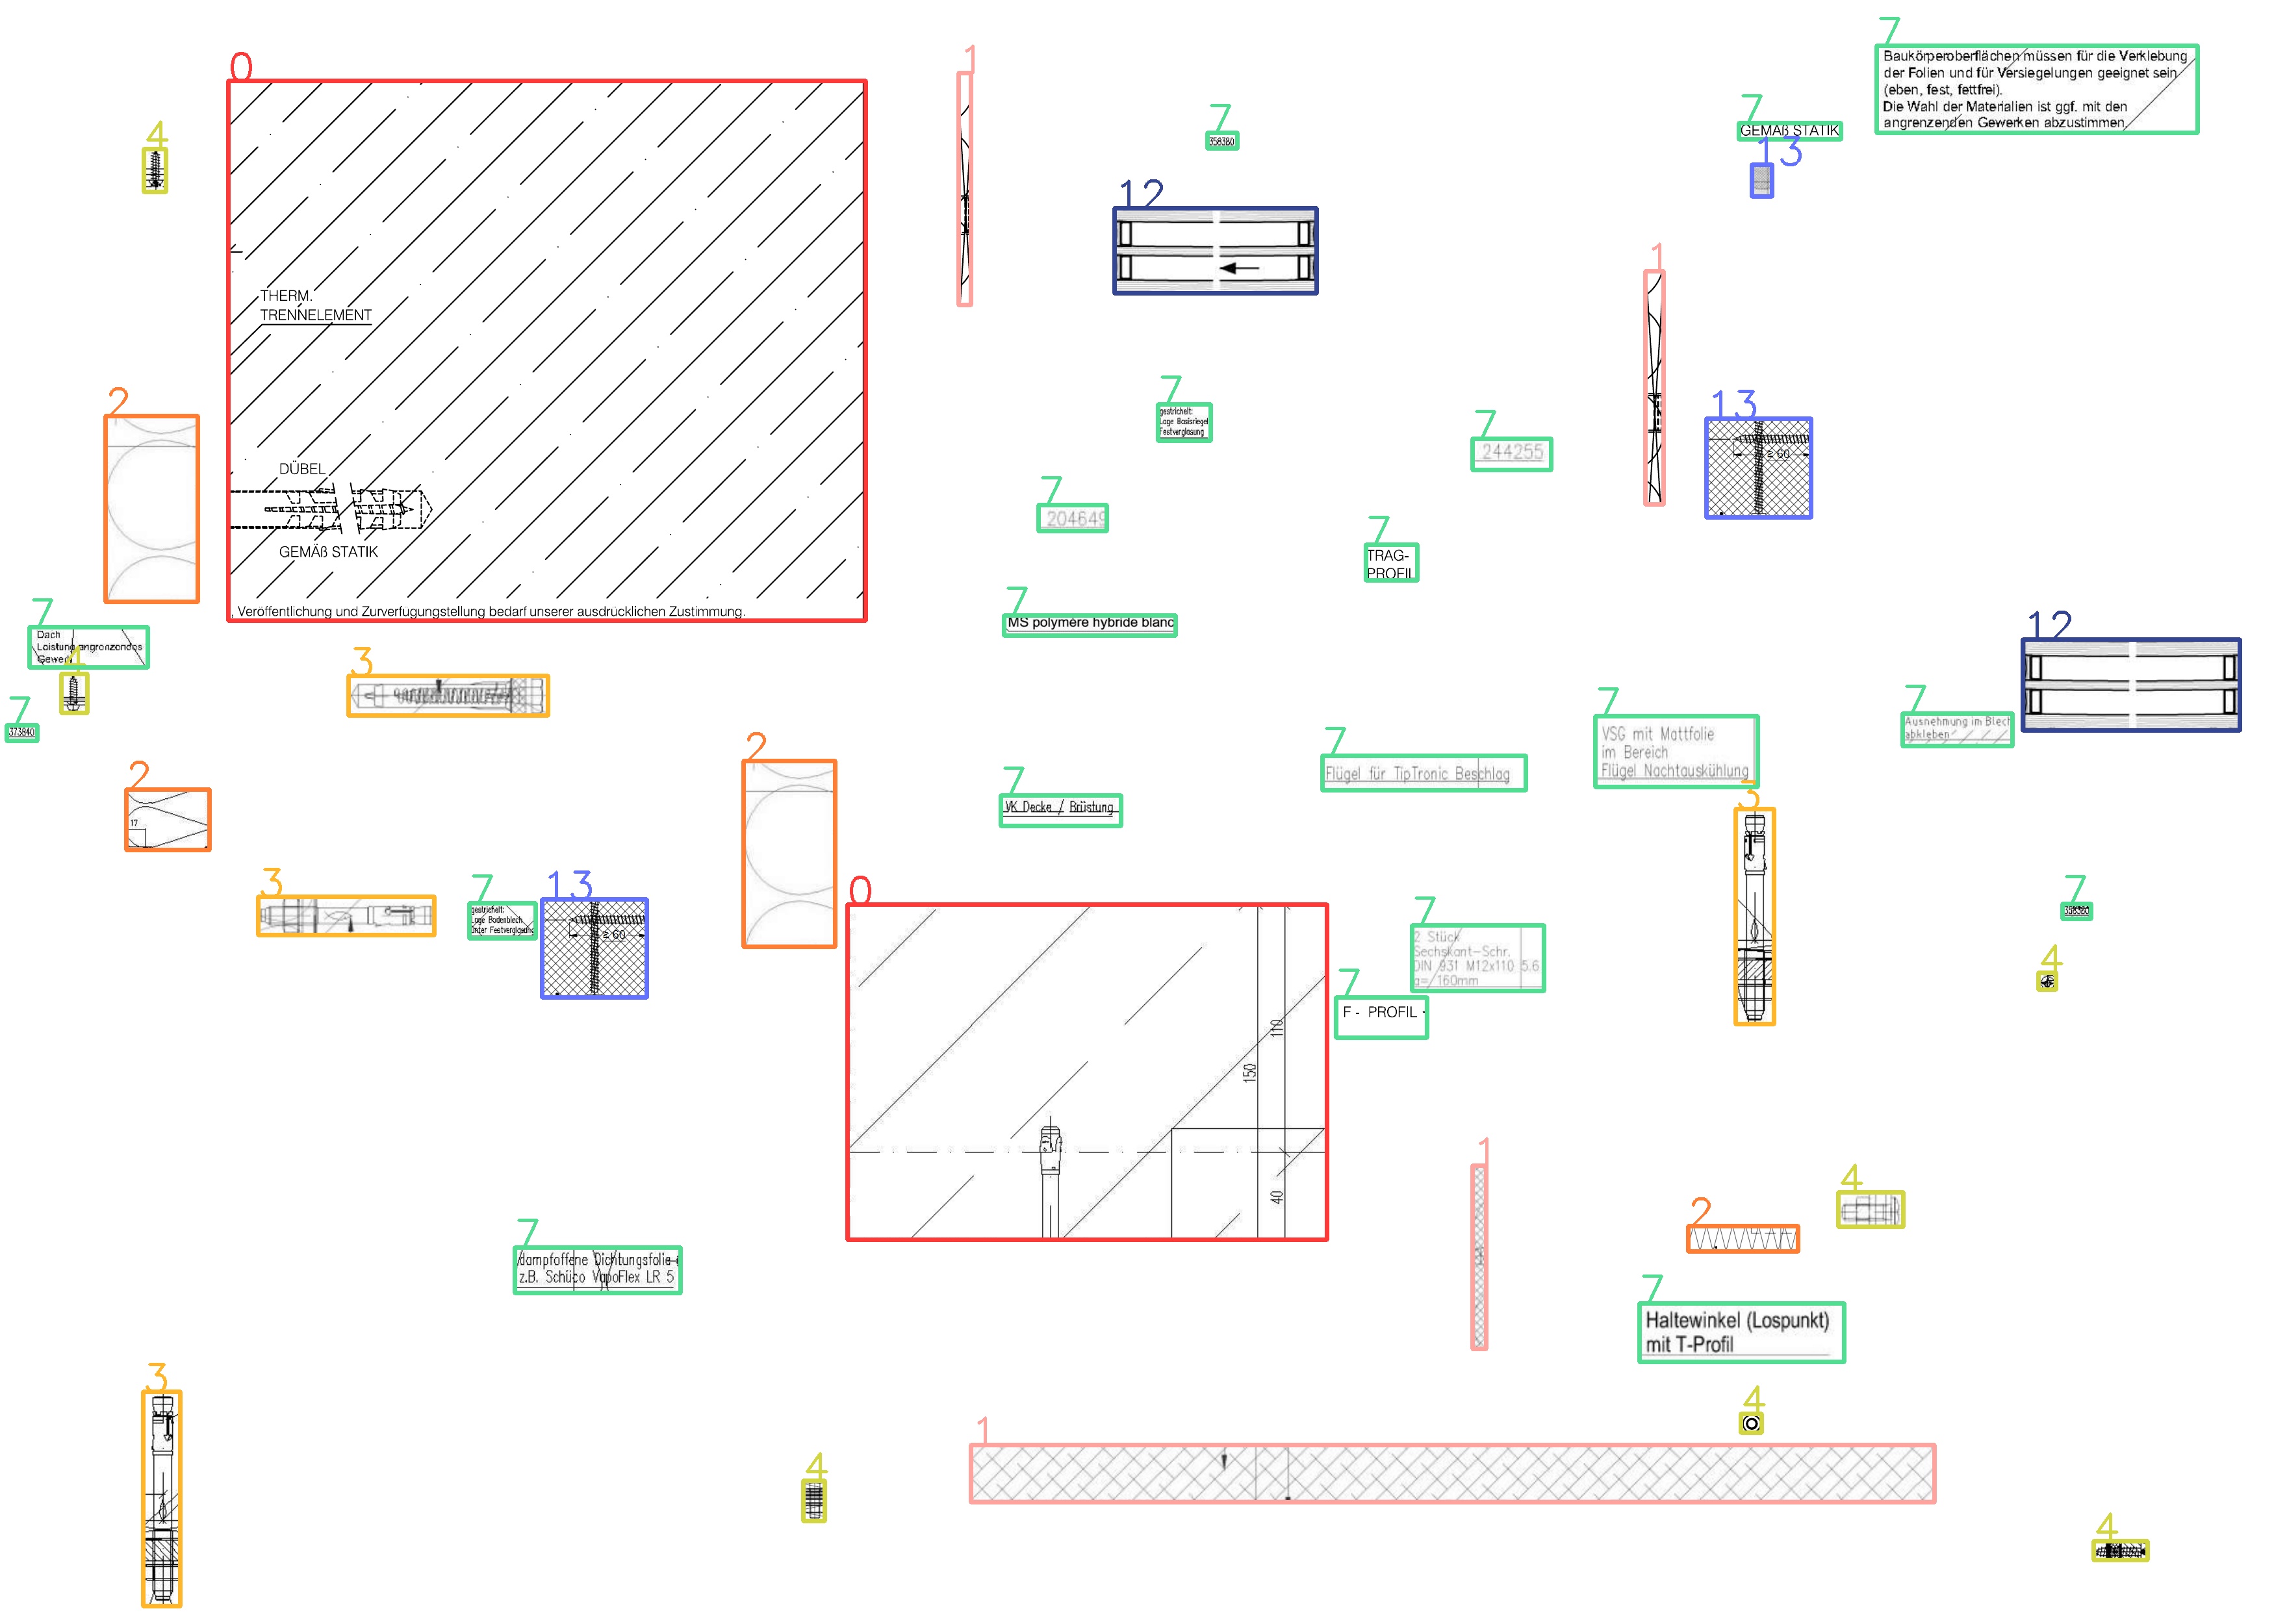 7
Baukörperoberflächen müssen für die Verklebung
der Folien und für Versiegelungen geeignet sein
(eben, fest, fettfrei).
Die Wahl der Materialien ist ggf. mit den
angrenzenden Gewerken abzustimmen.
0
1
7
358380
7
GEMÄß STATIK
13
4
12
1
THERM.
TRENNELEMENT
DÜBEL
GEMÄß STATIK
Veröffentlichung und Zurverfügungstellung bedarf unserer ausdrücklichen Zustimmung.
2
7
gestrichelt:
Lage Basisriegel
Festverglasung
7
244255
13
≥ 60
7
204649
7
TRAG-
PROFIL
7
MS polymère hybride blanc
7
Dach
Leistung angrenzendes
Gewerk
4
7
373840
3
12
2
7
Flügel für TipTronic Beschlag
7
VSG mit Mattfolie
im Bereich
Flügel Nachtauskühlung
7
Ausnehmung im Blech
abkleben
2
17
7
VK Decke / Brüstung
3
3
7
gestrichelt:
Lage Bodenblech
unter Festverglasung
13
≥ 60
0
110
150
40
7
2 Stück
Sechskant-Schr.
DIN 931 M12x110 5.6
a= 160mm
7
F - PROFIL -
7
358380
4
1
4
2
7
dampfoffene Dichtungsfolie
z.B. Schüco VapoFlex LR 5
7
Haltewinkel (Lospunkt)
mit T-Profil
3
4
1
4
4